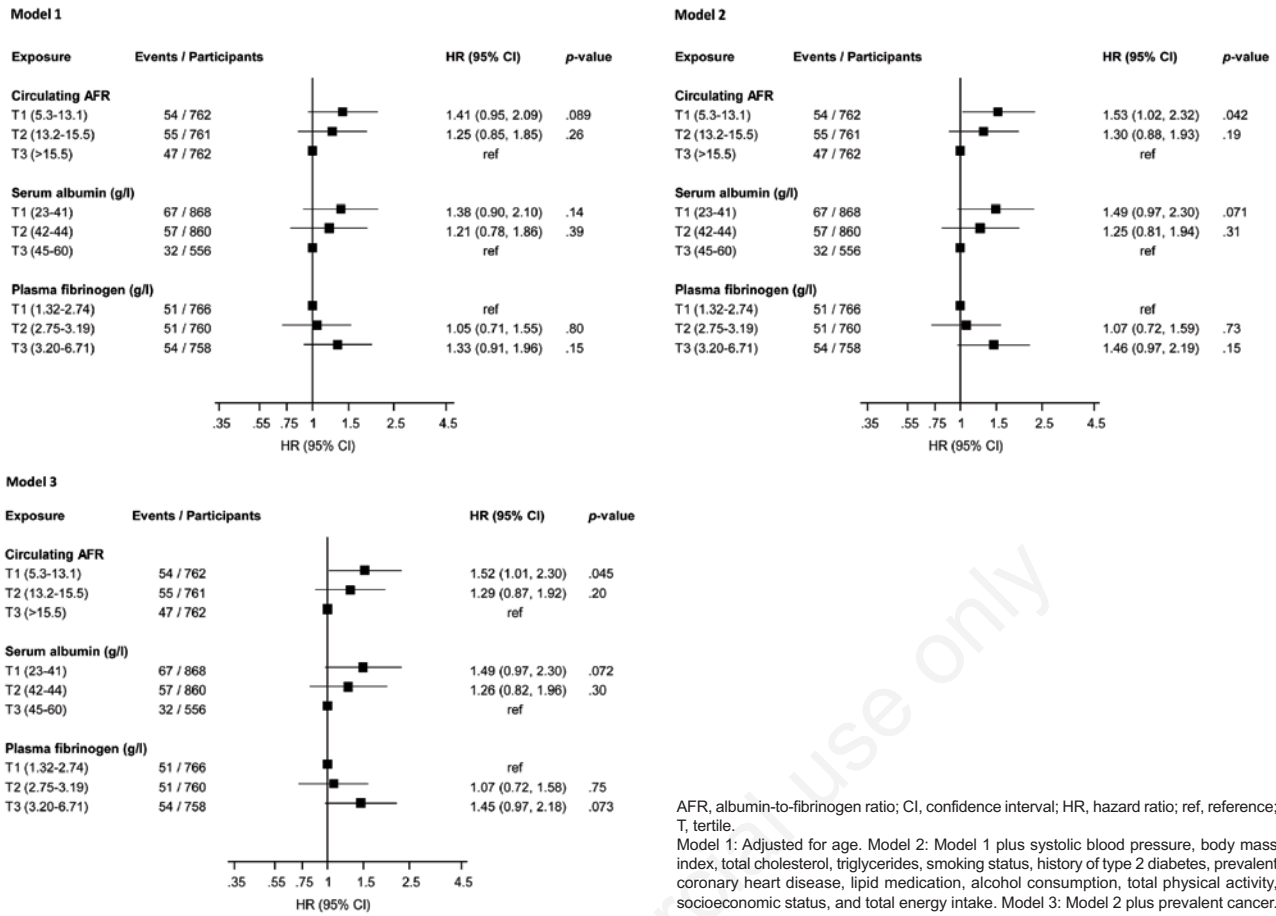 Model 1
Exposure Events / Participants HR (95% CI) p-value
Circulating AFR
T1 (5.3-13.1) 54 / 762 1.41 (0.95, 2.09) .089
T2 (13.2-15.5) 55 / 761 1.25 (0.85, 1.85) .26
T3 (>15.5) 47 / 762 ref
Serum albumin (g/l)
T1 (23-41) 67 / 868 1.38 (0.90, 2.10) .14
T2 (42-44) 57 / 860 1.21 (0.78, 1.86) .39
T3 (45-60) 32 / 556 ref
Plasma fibrinogen (g/l)
T1 (1.32-2.74) 51 / 766 ref
T2 (2.75-3.19) 51 / 760 1.05 (0.71, 1.55) .80
T3 (3.20-6.71) 54 / 758 1.33 (0.91, 1.96) .15
.35 .55 .75 1 1.5 2.5 4.5
HR (95% CI)
Model 2
Exposure Events / Participants HR (95% CI) p-value
Circulating AFR
T1 (5.3-13.1) 54 / 762 1.53 (1.02, 2.32) .042
T2 (13.2-15.5) 55 / 761 1.30 (0.88, 1.93) .19
T3 (>15.5) 47 / 762 ref
Serum albumin (g/l)
T1 (23-41) 67 / 868 1.49 (0.97, 2.30) .071
T2 (42-44) 57 / 860 1.25 (0.81, 1.94) .31
T3 (45-60) 32 / 556 ref
Plasma fibrinogen (g/l)
T1 (1.32-2.74) 51 / 766 ref
T2 (2.75-3.19) 51 / 760 1.07 (0.72, 1.59) .73
T3 (3.20-6.71) 54 / 758 1.46 (0.97, 2.19) .15
.35 .55 .75 1 1.5 2.5 4.5
HR (95% CI)
Model 3
Exposure Events / Participants HR (95% CI) p-value
Circulating AFR
T1 (5.3-13.1) 54 / 762 1.52 (1.01, 2.30) .045
T2 (13.2-15.5) 55 / 761 1.29 (0.87, 1.92) .20
T3 (>15.5) 47 / 762 ref
Serum albumin (g/l)
T1 (23-41) 67 / 868 1.49 (0.97, 2.30) .072
T2 (42-44) 57 / 860 1.26 (0.82, 1.96) .30
T3 (45-60) 32 / 556 ref
Plasma fibrinogen (g/l)
T1 (1.32-2.74) 51 / 766 ref
T2 (2.75-3.19) 51 / 760 1.07 (0.72, 1.58) .75
T3 (3.20-6.71) 54 / 758 1.45 (0.97, 2.18) .073
.35 .55 .75 1 1.5 2.5 4.5
HR (95% CI)
AFR, albumin-to-fibrinogen ratio; CI, confidence interval; HR, hazard ratio; ref, reference;
T, tertile.
Model 1: Adjusted for age. Model 2: Model 1 plus systolic blood pressure, body mass
index, total cholesterol, triglycerides, smoking status, history of type 2 diabetes, prevalent
coronary heart disease, lipid medication, alcohol consumption, total physical activity,
socioeconomic status, and total energy intake. Model 3: Model 2 plus prevalent cancer.
use only